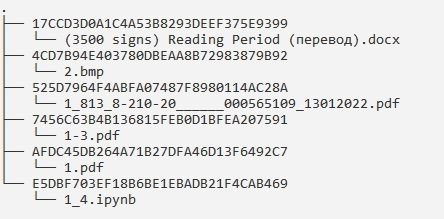 .
├── 17CCD3D0A1C4A53B8293DEEF375E9399
│   └── (3500 signs) Reading Period (перевод).docx
├── 4CD7B94E403780DBEAA8B72983879B92
│   └── 2.bmp
├── 525D7964F4ABFA07487F8980114AC28A
│   └── 1_813_8-210-20______000565109_13012022.pdf
├── 7456C63B4B136815FEB0D1BFEA207591
│   └── 1-3.pdf
├── AFDC45DB264A71B27DFA46D13F6492C7
│   └── 1.pdf
└── E5DBF703EF18B6BE1EBADB21F4CAB469
    └── 1_4.ipynb